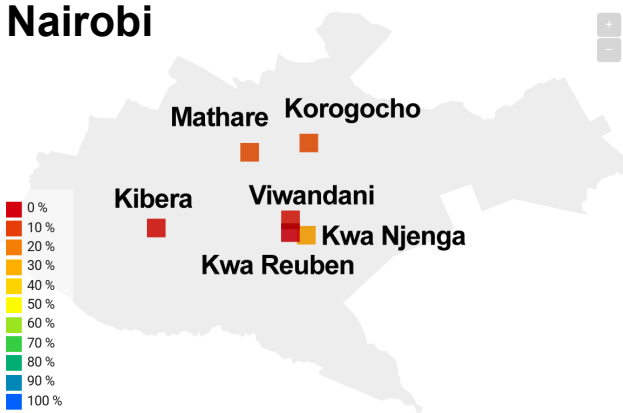 Nairobi
+
−
Mathare
Korogocho
Kibera
Viwandani
Kwa Njenga
Kwa Reuben
0 %
10 %
20 %
30 %
40 %
50 %
60 %
70 %
80 %
90 %
100 %